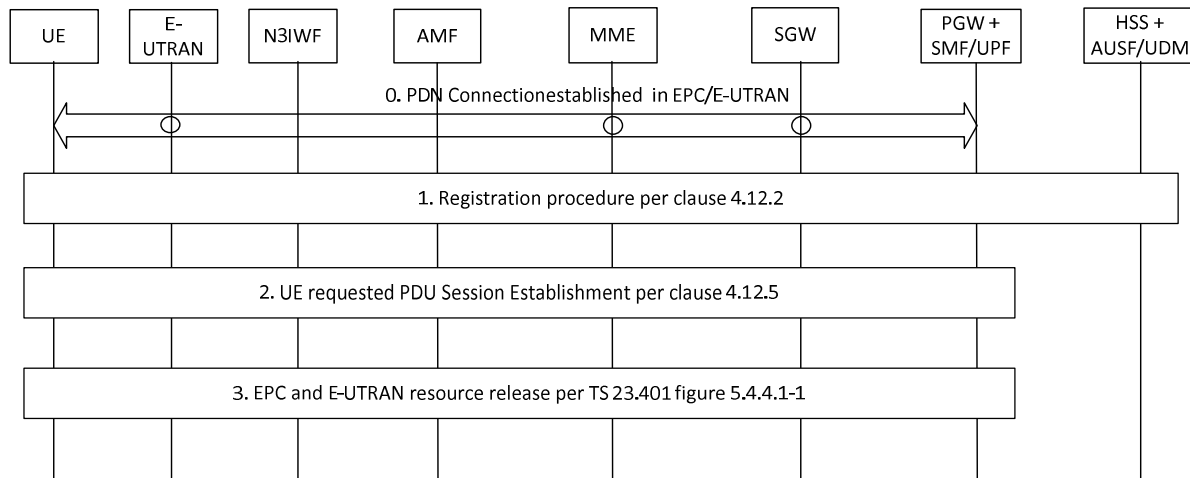 UE
E-
UTRAN
N3IWF
AMF
MME
SGW
PGW +
SMF/UPF
HSS +
AUSF/UDM
0. PDN Connectionestablished in EPC/E-UTRAN
1. Registration procedure per clause 4.12.2
2. UE requested PDU Session Establishment per clause 4.12.5
3. EPC and E-UTRAN resource release per TS 23.401 figure 5.4.4.1-1